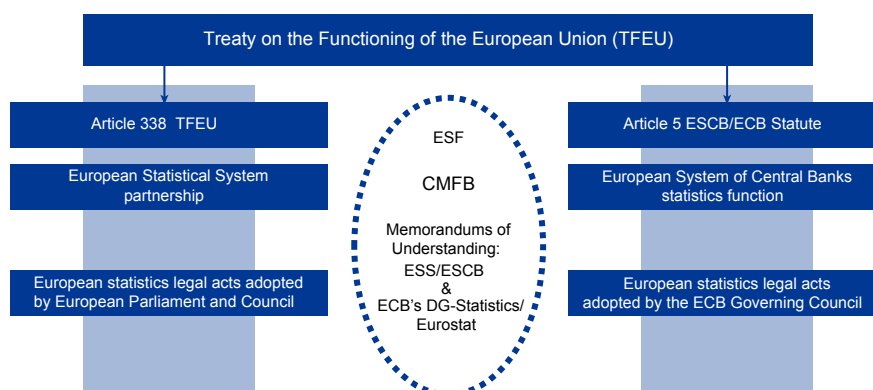 Treaty on the Functioning of the European Union (TFEU)
Article 338 TFEU
European Statistical System
partnership
European statistics legal acts adopted
by European Parliament and Council
ESF
CMFB
Memorandums of
Understanding:
ESS/ESCB
&
ECB's DG-Statistics/
Eurostat
Article 5 ESCB/ECB Statute
European System of Central Banks
statistics function
European statistics legal acts
adopted by the ECB Governing Council